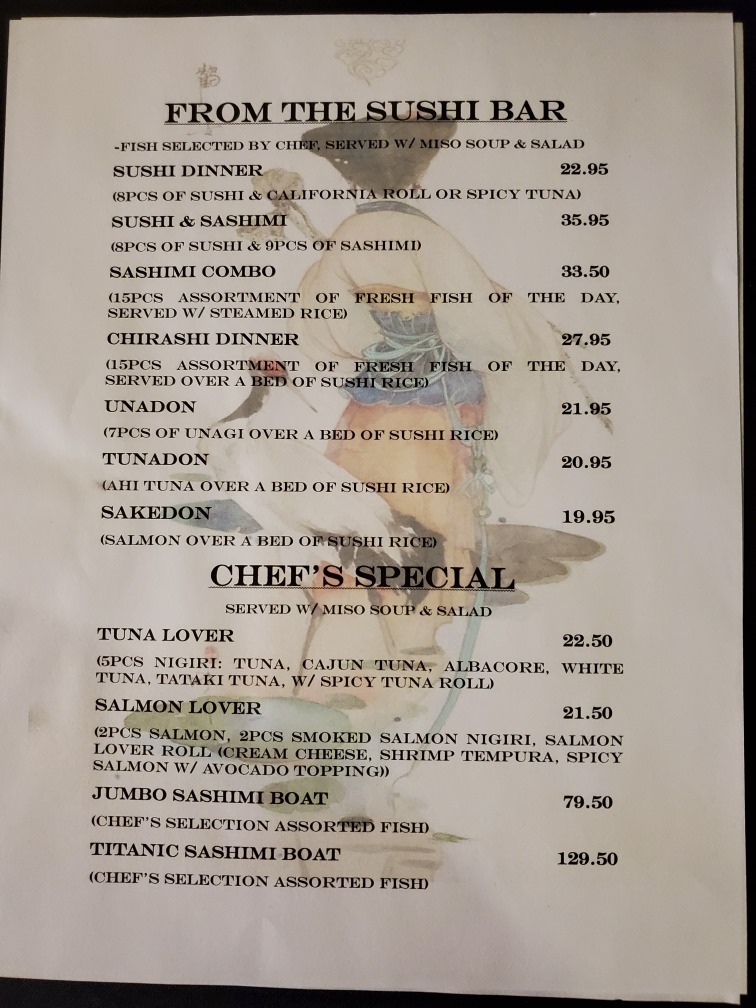 鶴
FROM THE SUSHI BAR
-FISH SELECTED BY CHEF, SERVED W/ MISO SOUP & SALAD
SUSHI DINNER 22.95
(8PCS OF SUSHI & CALIFORNIA ROLL OR SPICY TUNA)
SUSHI & SASHIMI 35.95
(8PCS OF SUSHI & 9PCS OF SASHIMI)
SASHIMI COMBO 33.50
(15PCS ASSORTMENT OF FRESH FISH OF THE DAY,
SERVED W/ STEAMED RICE)
CHIRASHI DINNER 27.95
(15PCS ASSORTMENT OF FRESH FISH OF THE DAY,
SERVED OVER A BED OF SUSHI RICE)
UNADON 21.95
(7PCS OF UNAGI OVER A BED OF SUSHI RICE)
TUNADON 20.95
(AHI TUNA OVER A BED OF SUSHI RICE)
SAKEDON 19.95
(SALMON OVER A BED OF SUSHI RICE)
CHEF'S SPECIAL
SERVED W/ MISO SOUP & SALAD
TUNA LOVER 22.50
(5PCS NIGIRI: TUNA, CAJUN TUNA, ALBACORE, WHITE
TUNA, TATAKI TUNA, W/ SPICY TUNA ROLL)
SALMON LOVER 21.50
(2PCS SALMON, 2PCS SMOKED SALMON NIGIRI, SALMON
LOVER ROLL (CREAM CHEESE, SHRIMP TEMPURA, SPICY
SALMON W/ AVOCADO TOPPING))
JUMBO SASHIMI BOAT 79.50
(CHEF'S SELECTION ASSORTED FISH)
TITANIC SASHIMI BOAT 129.50
(CHEF'S SELECTION ASSORTED FISH)